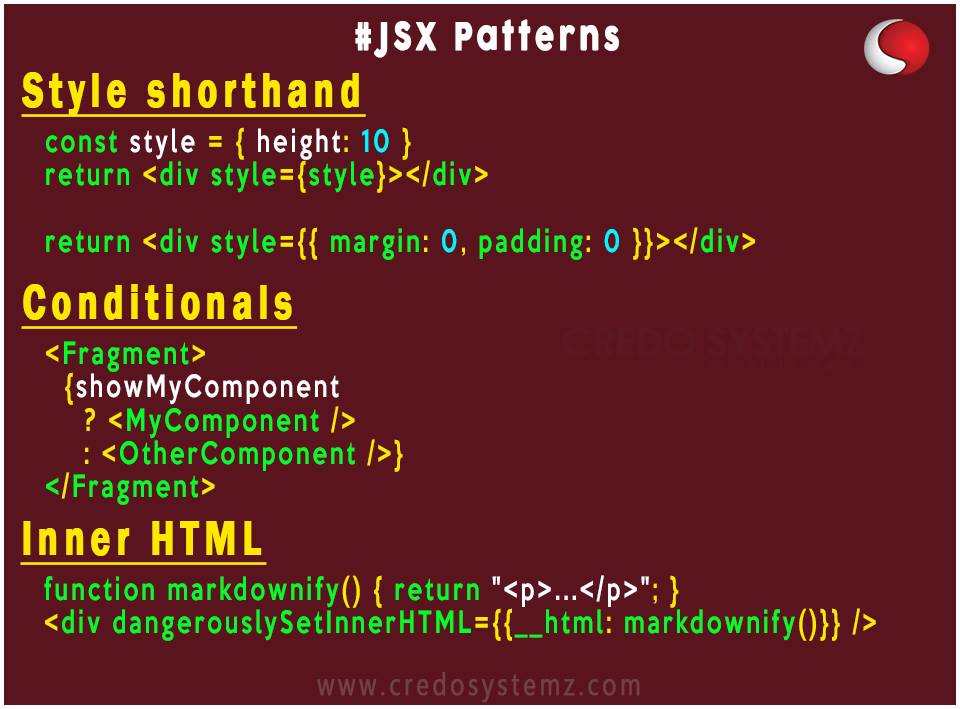 #JSX Patterns
Style shorthand
const style = { height: 10 }
return <div style={style}></div>
return <div style={{ margin: 0, padding: 0 }}></div>
Conditionals
<Fragment>
{showMyComponent
? <MyComponent />
: <OtherComponent />}
</Fragment>
CREDO SYSTEMZ
Inner HTML
function markdownify() { return "<p>...</p>"; }
<div dangerouslySetInnerHTML={{__html: markdownify()}} />
www.credosystemz.com